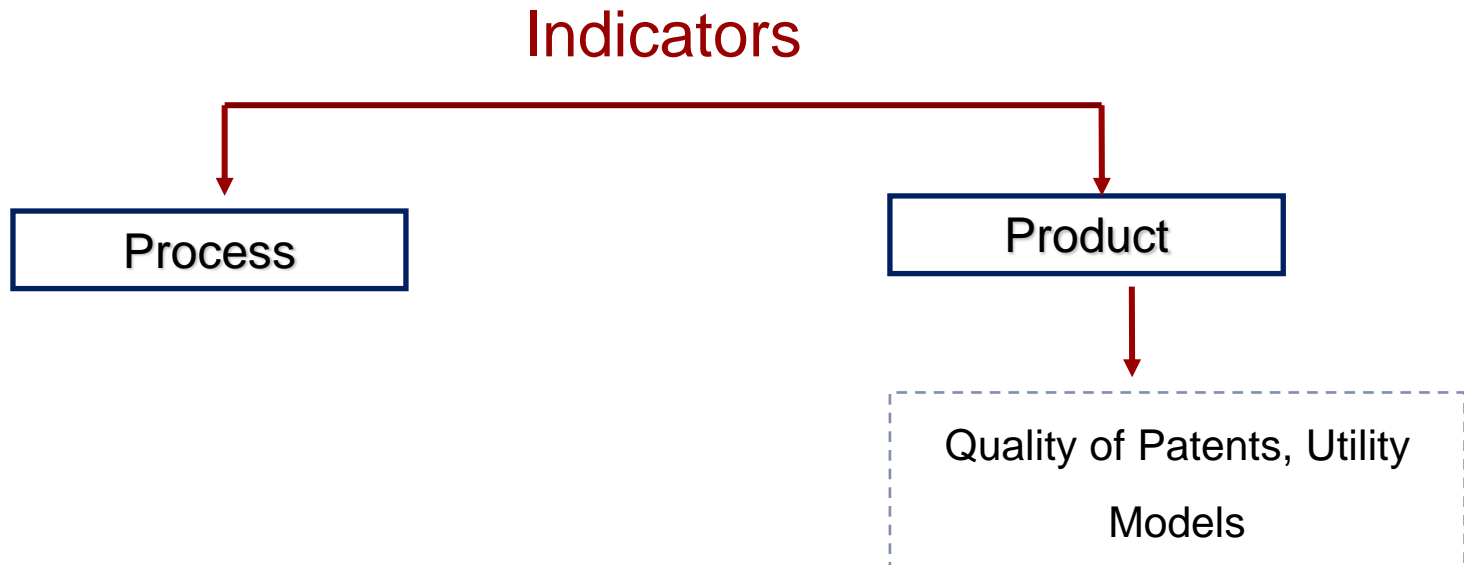 Indicators
Process
Product
Quality of Patents, Utility
Models